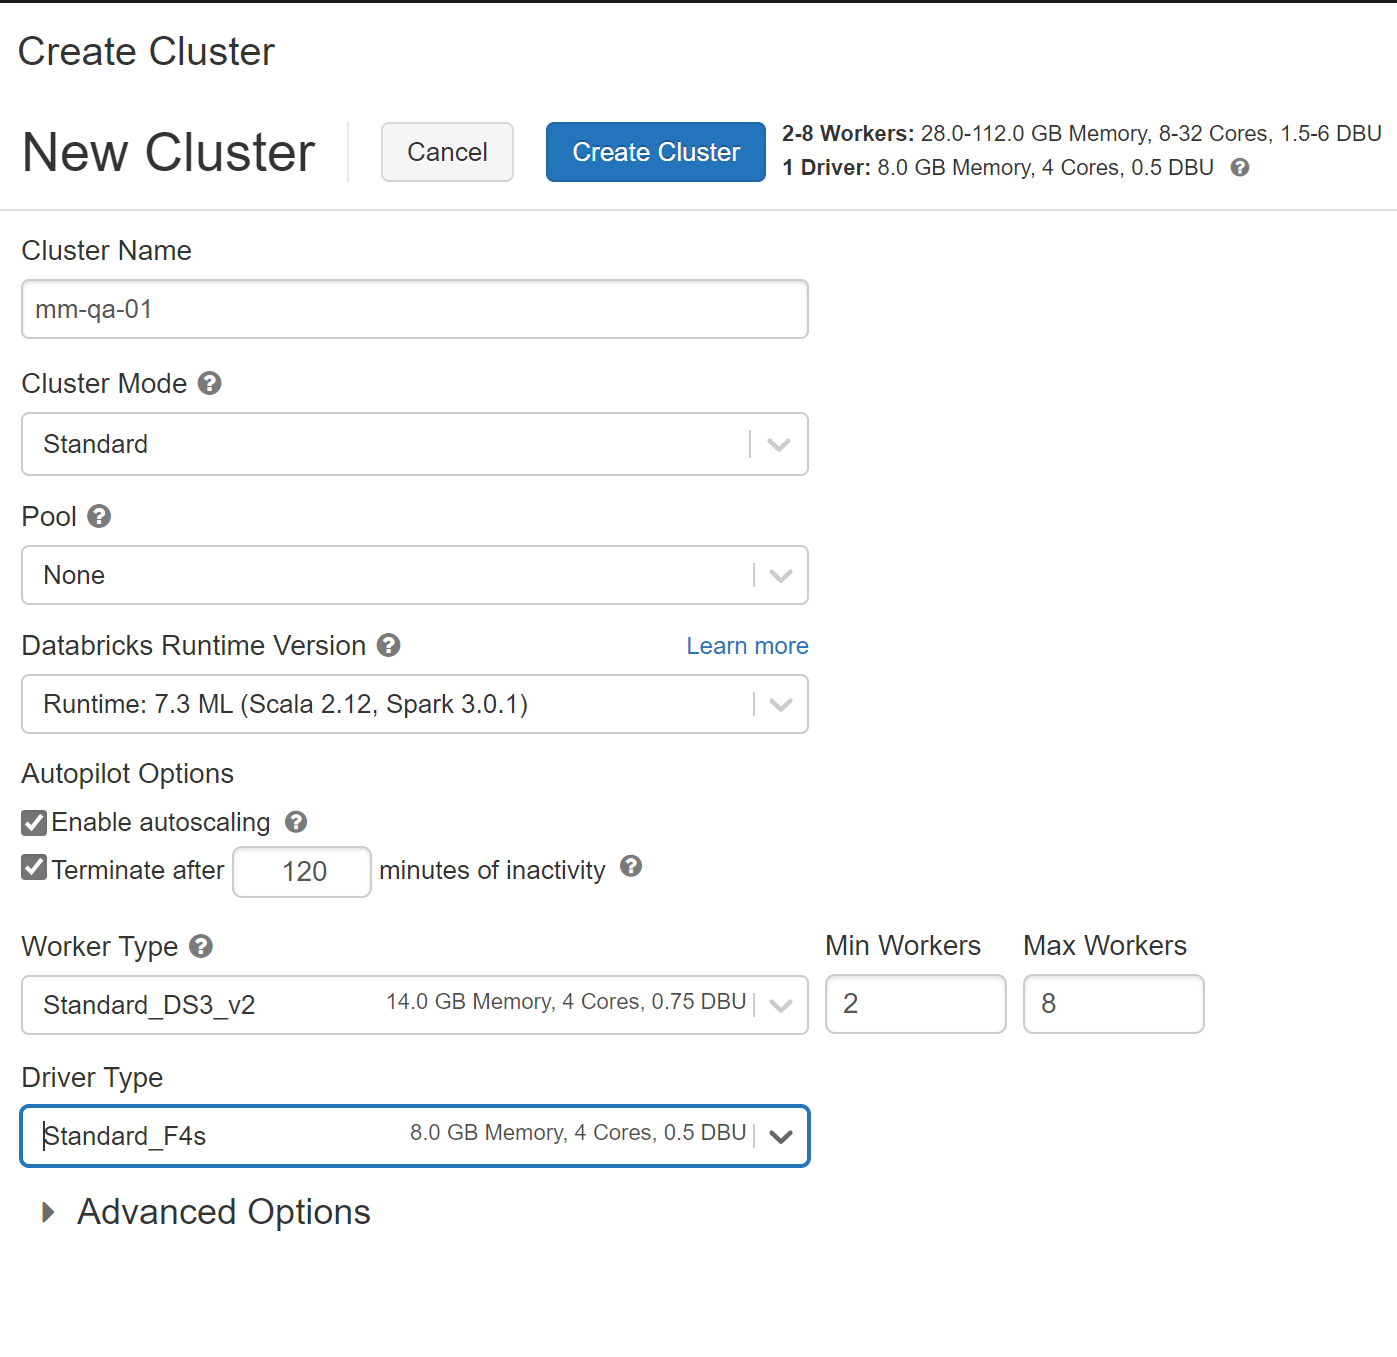 Create Cluster
New Cluster
Cancel
Create Cluster
2-8 Workers: 28.0-112.0 GB Memory, 8-32 Cores, 1.5-6 DBU
1 Driver: 8.0 GB Memory, 4 Cores, 0.5 DBU ?
Cluster Name
mm-qa-01
Cluster Mode ?
Standard
Pool ?
None
Databricks Runtime Version ? Learn more
Runtime: 7.3 ML (Scala 2.12, Spark 3.0.1)
Autopilot Options
Enable autoscaling ?
Terminate after 120 minutes of inactivity ?
Worker Type ? Min Workers Max Workers
Standard_DS3_v2 14.0 GB Memory, 4 Cores, 0.75 DBU 2 8
Driver Type
Standard_F4s 8.0 GB Memory, 4 Cores, 0.5 DBU
Advanced Options